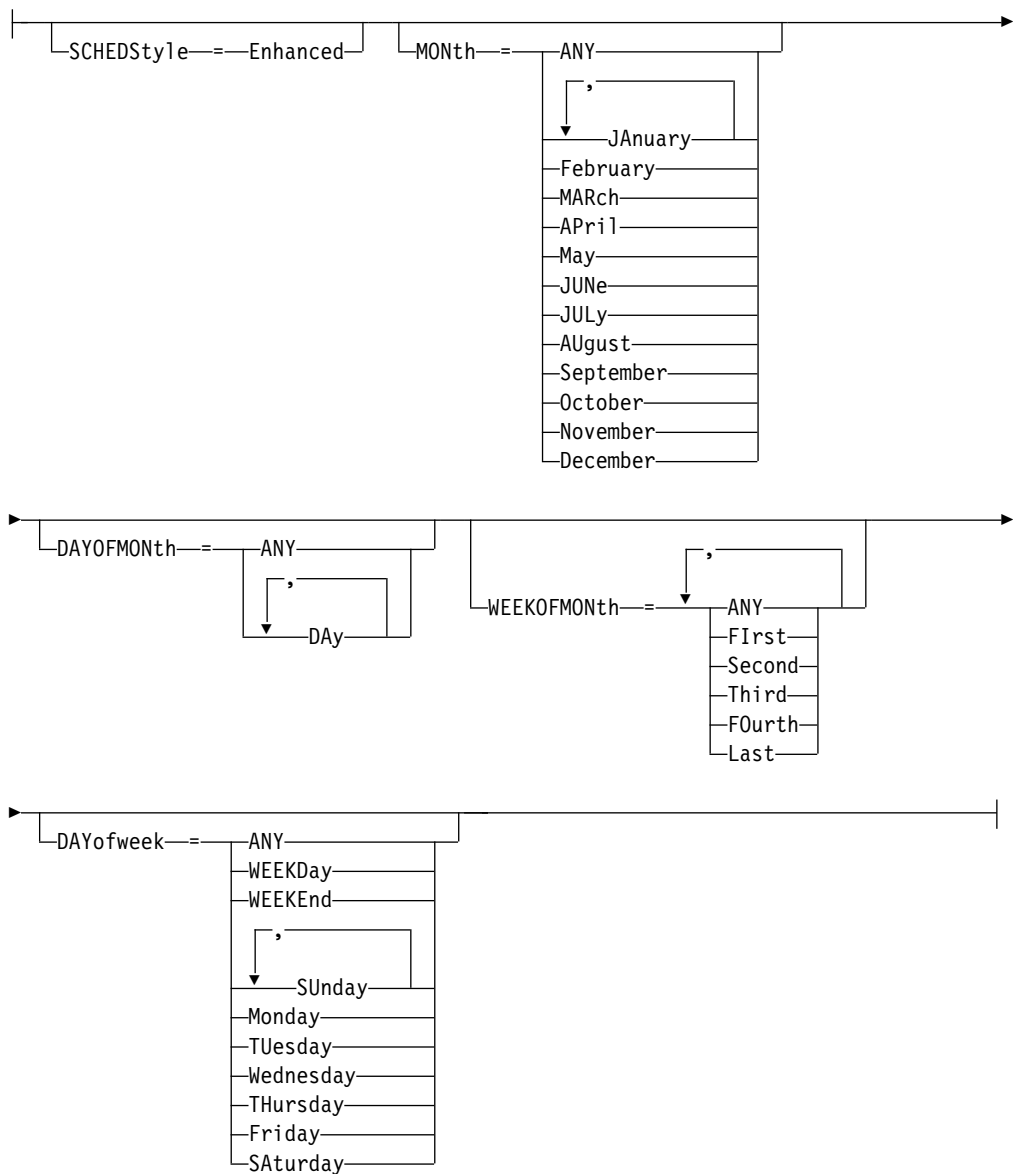 SCHEDStyle = Enhanced
MONth = ANY
,
JAnuary
February
MARch
APril
May
JUNe
JULy
AUgust
September
October
November
December
DAYOFMONth = ANY
,
DAy
WEEKOFMONth = ANY
,
FIrst
Second
Third
FOurth
Last
DAYofweek = ANY
WEEKDay
WEEKEnd
,
SUnday
Monday
TUesday
Wednesday
THursday
Friday
SAturday